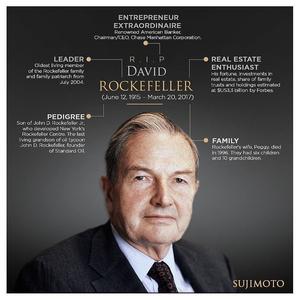 ENTREPRENEUR
EXTRAORDINAIRE
Renowned American Banker,
Chairman/CEO, Chase Manhattan Corporation.
LEADER
Oldest living member
of the Rockefeller family
and family patriarch from
July 2004.
R.I.P
DAVID
ROCKEFELLER
(June 12, 1915 – March 20, 2017)
REAL ESTATE
ENTHUSIAST
His fortune, investments in
real estate, share of family
trusts and holdings estimated
at $US3.3 billion by Forbes
PEDIGREE
Son of John D. Rockefeller Jr,
who developed New York's
Rockefeller Centre. The last
living grandson of oil tycoon
John D. Rockefeller, founder
of Standard Oil.
FAMILY
Rockefeller's wife, Peggy, died
in 1996. They had six children
and 10 grandchildren.
SUJIMOTO